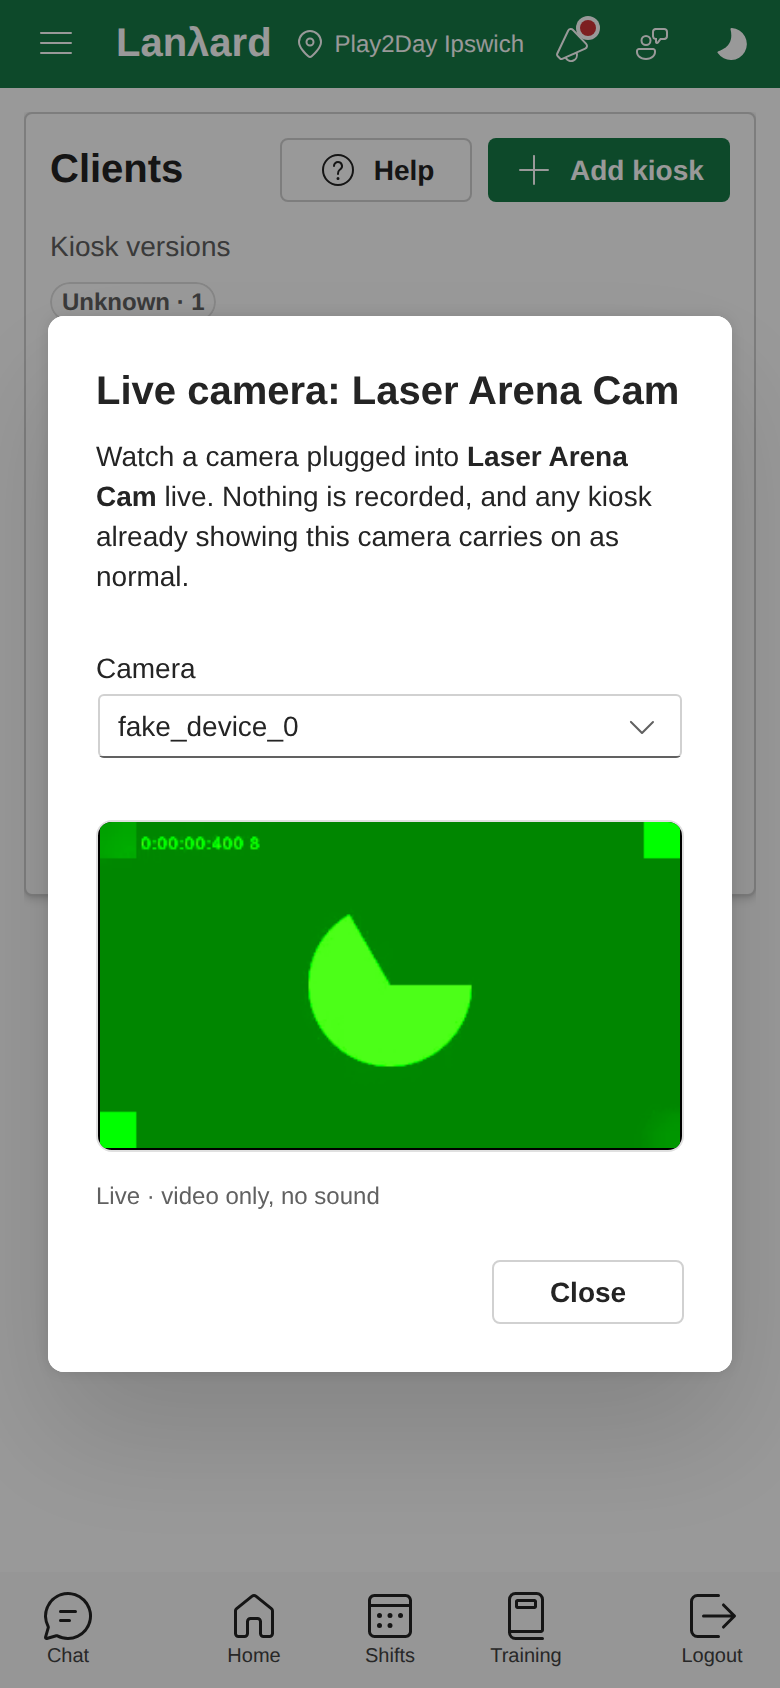 Lanλard
Play2Day Ipswich
Clients
Help
Add kiosk
Kiosk versions
Unknown · 1
Live camera: Laser Arena Cam
Watch a camera plugged into Laser Arena
Cam live. Nothing is recorded, and any kiosk
already showing this camera carries on as
normal.
Camera
fake_device_0
0:00:00:400 8
Live · video only, no sound
Close
Chat
Home
Shifts
Training
Logout